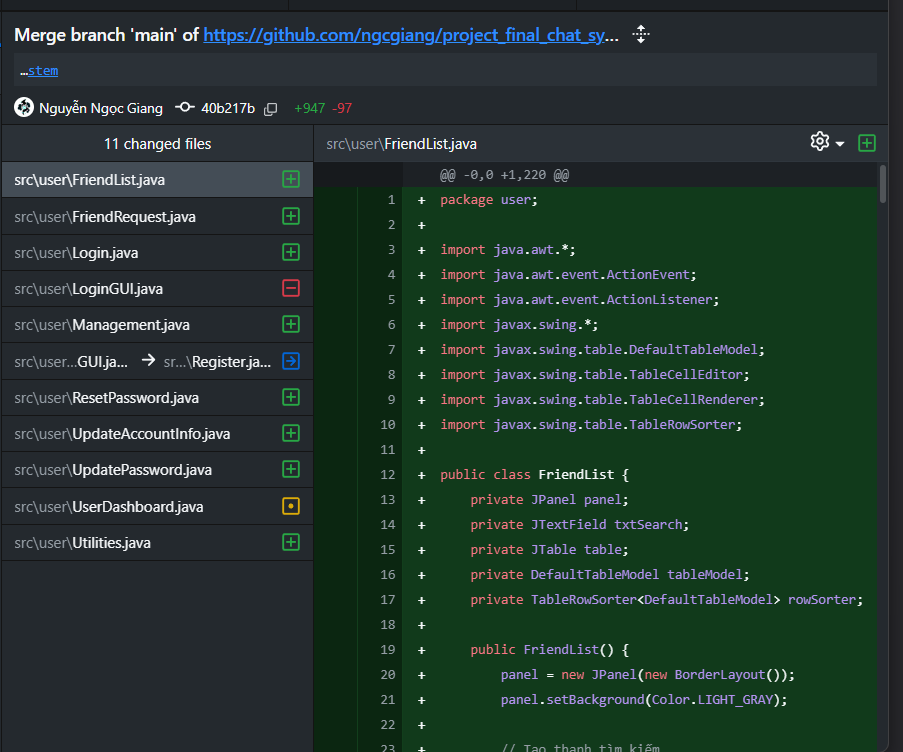 Merge branch 'main' of https://github.com/ngcgiang/project_final_chat_sy...
…stem
Nguyễn Ngọc Giang 40b217b +947 -97
11 changed files
src\user\FriendList.java
src\user\FriendRequest.java
src\user\Login.java
src\user\LoginGUI.java
src\user\Management.java
src\user...GUI.ja... → sr...\Register.ja...
src\user\ResetPassword.java
src\user\UpdateAccountInfo.java
src\user\UpdatePassword.java
src\user\UserDashboard.java
src\user\Utilities.java
src\user\FriendList.java
@@ -0,0 +1,220 @@
1 + package user;
2 +
3 + import java.awt.*;
4 + import java.awt.event.ActionEvent;
5 + import java.awt.event.ActionListener;
6 + import javax.swing.*;
7 + import javax.swing.table.DefaultTableModel;
8 + import javax.swing.table.TableCellEditor;
9 + import javax.swing.table.TableCellRenderer;
10 + import javax.swing.table.TableRowSorter;
11 +
12 + public class FriendList {
13 + private JPanel panel;
14 + private JTextField txtSearch;
15 + private JTable table;
16 + private DefaultTableModel tableModel;
17 + private TableRowSorter<DefaultTableModel> rowSorter;
18 +
19 + public FriendList() {
20 + panel = new JPanel(new BorderLayout());
21 + panel.setBackground(Color.LIGHT_GRAY);
22 +
23 + // Tạo thanh tìm kiếm